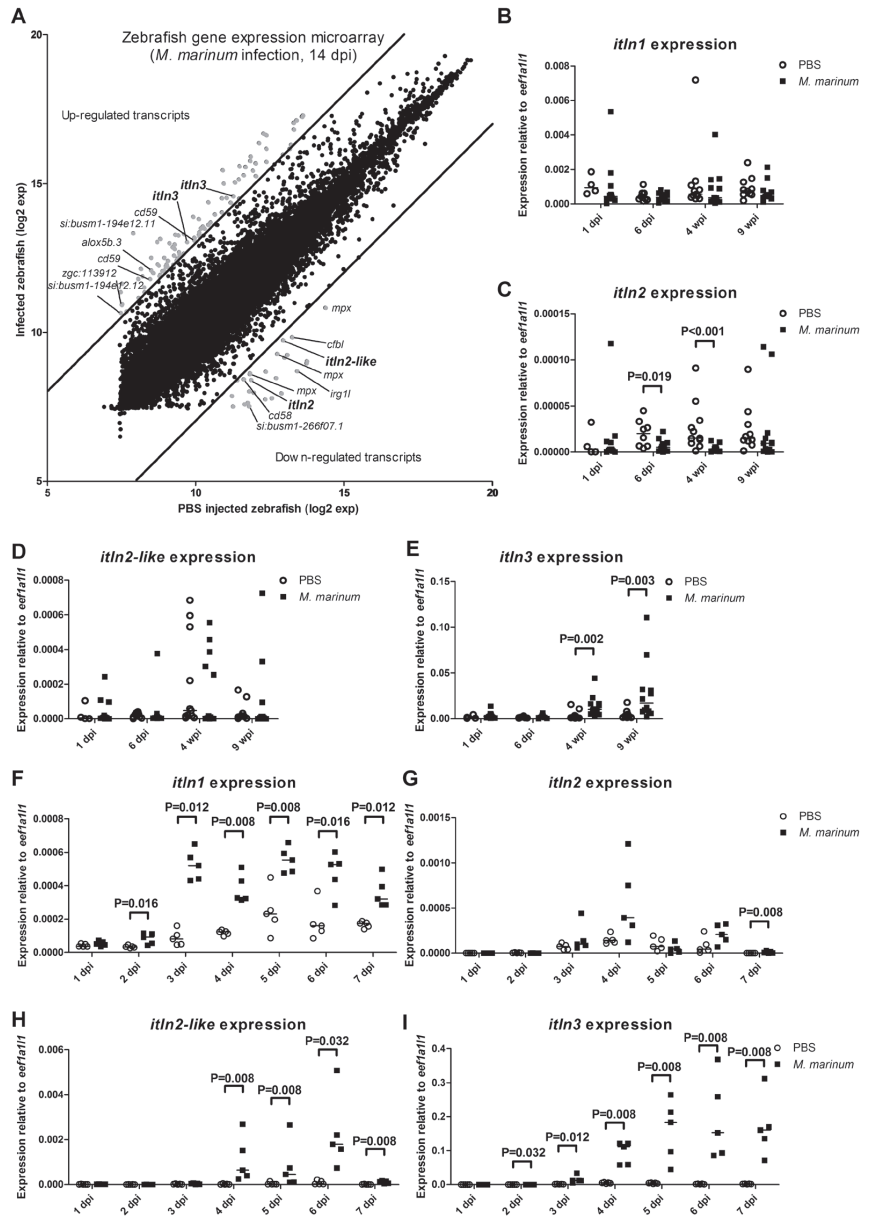 A
Zebrafish gene expression microarray
(M. marinum infection, 14 dpi)
20
Up-regulated transcripts
itln3
itln3
15
cd59
si:busm1-194e12.11
alox5b.3
cd59
zgc:113912
si:busm1-194e12.12
mpx
10
cfbl
itln2-like
mpx
irg1l
mpx
itln2
cd58
si:busm1-266f07.1
Down-regulated transcripts
5
5
10
15
20
Infected zebrafish (log2 exp)
PBS injected zebrafish (log2 exp)
B
itln1 expression
PBS
M. marinum
Expression relative to eef1a1l1
0.008
0.006
0.004
0.002
0.000
1 dpi
6 dpi
4 wpi
9 wpi
C
itln2 expression
PBS
M. marinum
Expression relative to eef1a1l1
0.00015
0.00010
0.00005
0.00000
P<0.001
P=0.019
1 dpi
6 dpi
4 wpi
9 wpi
D
itln2-like expression
PBS
M. marinum
Expression relative to eef1a1l1
0.0008
0.0006
0.0004
0.0002
0.0000
1 dpi
6 dpi
4 wpi
9 wpi
E
itln3 expression
PBS
M. marinum
Expression relative to eef1a1l1
0.15
0.10
0.05
0.00
P=0.003
P=0.002
1 dpi
6 dpi
4 wpi
9 wpi
F
itln1 expression
Expression relative to eef1a1l1
0.0008
0.0006
0.0004
0.0002
0.0000
P=0.016
P=0.012
P=0.008
P=0.008
P=0.016
P=0.012
1 dpi
2 dpi
3 dpi
4 dpi
5 dpi
6 dpi
7 dpi
G
itln2 expression
PBS
M. marinum
Expression relative to eef1a1l1
0.0015
0.0010
0.0005
0.0000
P=0.008
1 dpi
2 dpi
3 dpi
4 dpi
5 dpi
6 dpi
7 dpi
H
itln2-like expression
Expression relative to eef1a1l1
0.006
0.004
0.002
0.000
P=0.008
P=0.008
P=0.032
P=0.008
1 dpi
2 dpi
3 dpi
4 dpi
5 dpi
6 dpi
7 dpi
I
itln3 expression
PBS
M. marinum
Expression relative to eef1a1l1
0.4
0.3
0.2
0.1
0.0
P=0.032
P=0.012
P=0.008
P=0.008
P=0.008
P=0.008
1 dpi
2 dpi
3 dpi
4 dpi
5 dpi
6 dpi
7 dpi